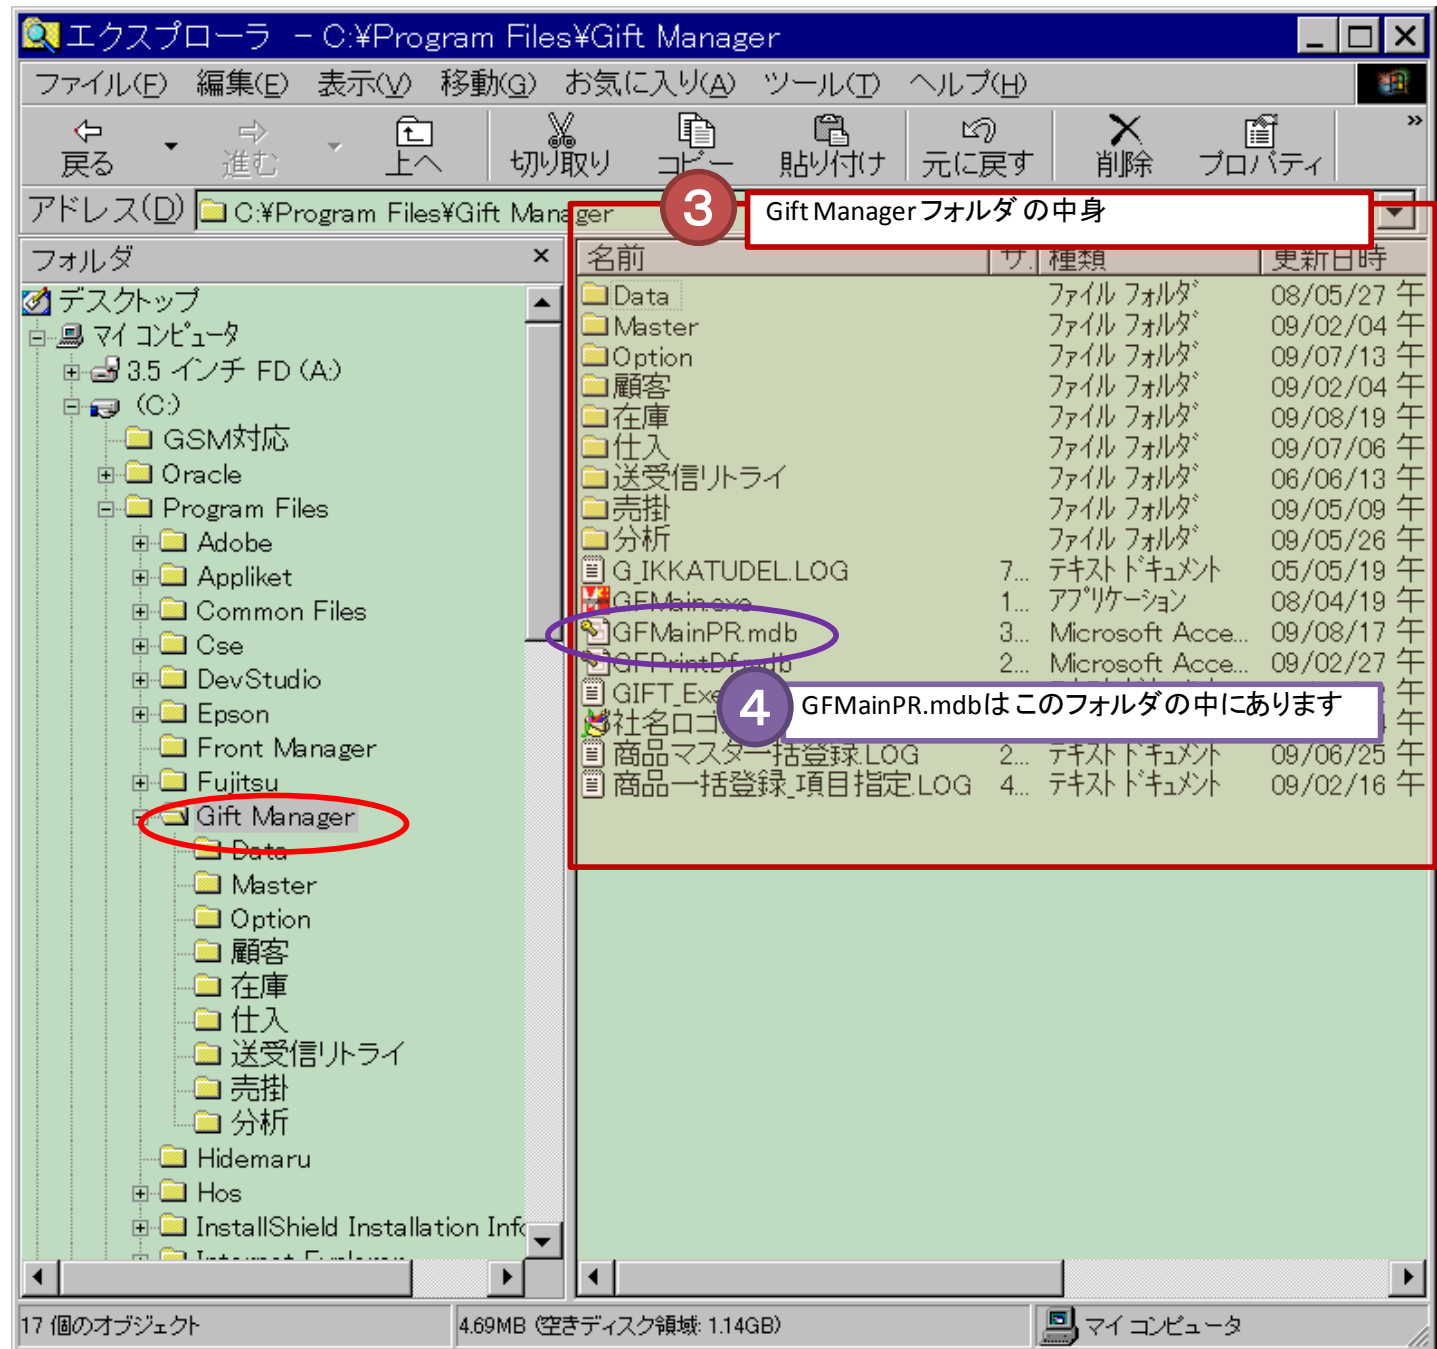 エクスプローラ － C:¥Program Files¥Gift Manager
ファイル(F) 編集(E) 表示(V) 移動(G) お気に入り(A) ツール(T) ヘルプ(H)
戻る 進む 上へ 切り取り コピー 貼り付け 元に戻す 削除 プロパティ »
アドレス(D) C:¥Program Files¥Gift Manager
3 Gift Managerフォルダ の中身
フォルダ ×
デスクトップ
マイ コンピュータ
3.5 インチ FD (A:)
(C:)
GSM対応
Oracle
Program Files
Adobe
Appliket
Common Files
Cse
DevStudio
Epson
Front Manager
Fujitsu
Gift Manager
Data
Master
Option
顧客
在庫
仕入
送受信リトライ
売掛
分析
Hidemaru
Hos
InstallShield Installation Info
Internet Explorer
名前 サ. 種類 更新日時
Data ファイル フォルダ 08/05/27 午
Master ファイル フォルダ 09/02/04 午
Option ファイル フォルダ 09/07/13 午
顧客 ファイル フォルダ 09/02/04 午
在庫 ファイル フォルダ 09/08/19 午
仕入 ファイル フォルダ 09/07/06 午
送受信リトライ ファイル フォルダ 06/06/13 午
売掛 ファイル フォルダ 09/05/09 午
分析 ファイル フォルダ 09/05/26 午
G_IKKATUDEL.LOG 7... テキスト ドキュメント 05/05/19 午
GFMain.exe 1... アプリケーション 08/04/19 午
GFMainPR.mdb 3... Microsoft Acce... 09/08/17 午
GFPrintDf.mdb 2... Microsoft Acce... 09/02/27 午
GIFT_Exe 午
4 GFMainPR.mdbは このフォルダの中にあります
社名ロゴ 午
商品マスター括登録.LOG 2... テキスト ドキュメント 09/06/25 午
商品一括登録_項目指定.LOG 4... テキスト ドキュメント 09/02/16 午
17 個のオブジェクト 4.69MB (空きディスク領域: 1.14GB) マイ コンピュータ